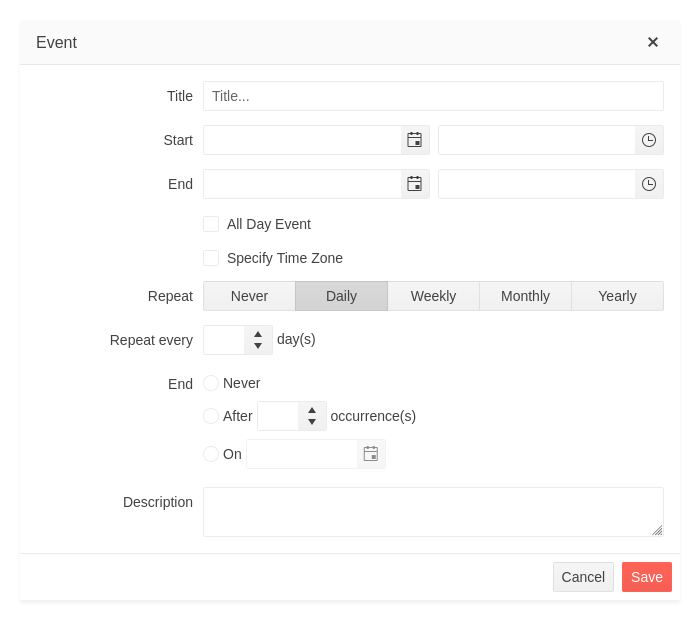 Event
Title Title...
Start
End
All Day Event
Specify Time Zone
Repeat Never Daily Weekly Monthly Yearly
Repeat every day(s)
End Never
After occurrence(s)
On
Description
Cancel Save